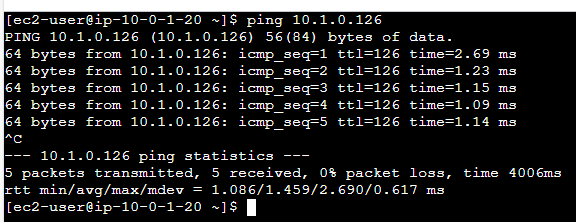 [ec2-user@ip-10-0-1-20 ~]$ ping 10.1.0.126
PING 10.1.0.126 (10.1.0.126) 56(84) bytes of data.
64 bytes from 10.1.0.126: icmp_seq=1 ttl=126 time=2.69 ms
64 bytes from 10.1.0.126: icmp_seq=2 ttl=126 time=1.23 ms
64 bytes from 10.1.0.126: icmp_seq=3 ttl=126 time=1.15 ms
64 bytes from 10.1.0.126: icmp_seq=4 ttl=126 time=1.09 ms
64 bytes from 10.1.0.126: icmp_seq=5 ttl=126 time=1.14 ms
^C
--- 10.1.0.126 ping statistics ---
5 packets transmitted, 5 received, 0% packet loss, time 4006ms
rtt min/avg/max/mdev = 1.086/1.459/2.690/0.617 ms
[ec2-user@ip-10-0-1-20 ~]$